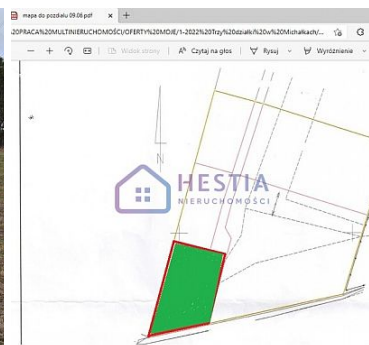 mapa do pozdiału 09.06.pdf
20PRACA%20MULTINIERUCHOMOŚCI/OFERTY%20MOJE/1-2022%20Trzy%20działki%20w%20Michałkach/...
Widok strony
Czytaj na głos
Rysuj
Wyróżnienie
N
HESTIA
NIERUCHOMOŚCI